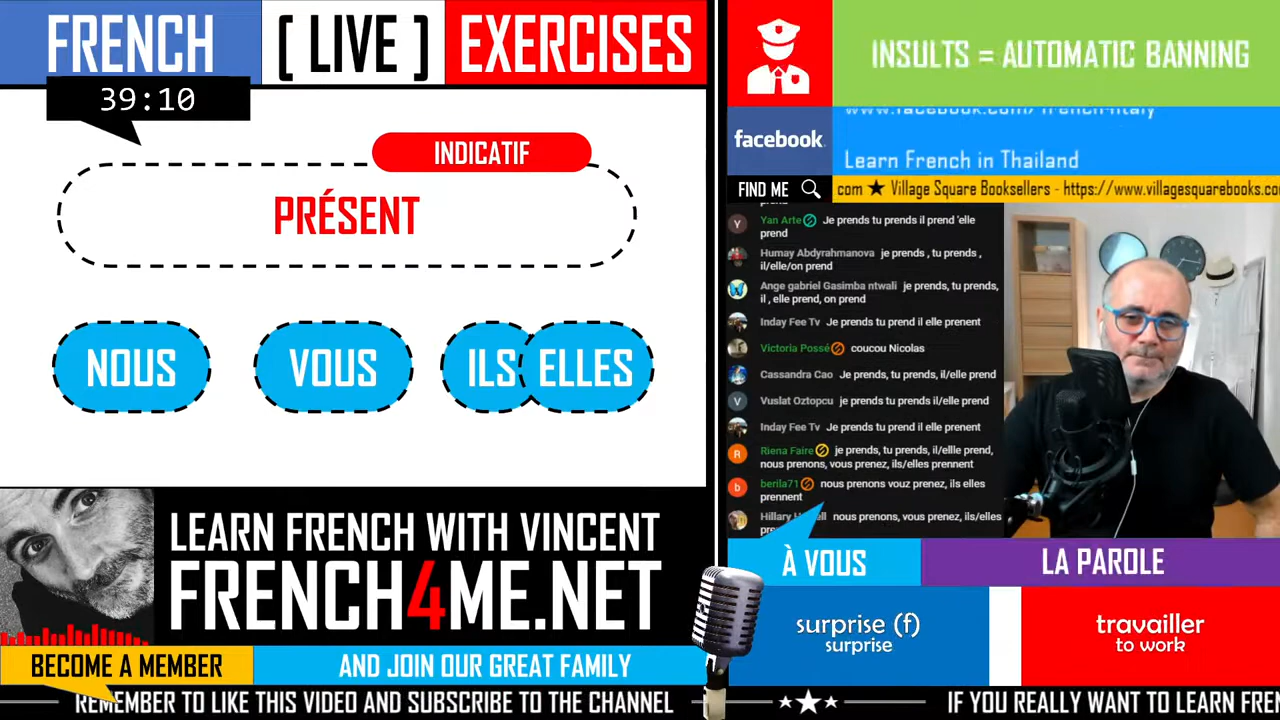 FRENCH [ LIVE ] EXERCISES
39:10
INDICATIF
PRÉSENT
NOUS VOUS ILS ELLES
LEARN FRENCH WITH VINCENT
FRENCH4ME.NET
BECOME A MEMBER AND JOIN OUR GREAT FAMILY
REMEMBER TO LIKE THIS VIDEO AND SUBSCRIBE TO THE CHANNEL
INSULTS = AUTOMATIC BANNING
facebook.
www.facebook.com/french-italy
Learn French in Thailand
FIND ME
com ★ Village Square Booksellers - https://www.villagesquarebooks.co
prend
Y Yan Arte Je prends tu prends il prend 'elle
prend
Humay Abdyrahmanova je prends , tu prends ,
il/elle/on prend
Ange gabriel Gasimba ntwali je prends, tu prends,
il , elle prend, on prend
Inday Fee Tv Je prends tu prend il elle prenent
Victoria Possé coucou Nicolas
Cassandra Cao Je prends, tu prends, il/elle prend
V Vuslat Oztopcu je prends, tu prends il/elle prend
Inday Fee Tv Je prends tu prend il elle prenent
R Riena Faire je prends, tu prends, il/ellle prend,
nous prenons, vous prenez, ils/elles prennent
b berila71 nous prenons vouz prenez, ils elles
prennent
Hillary nous prenons, vous prenez, ils/elles
À VOUS LA PAROLE
surprise (f)
surprise
travailler
to work
IF YOU REALLY WANT TO LEARN FREN